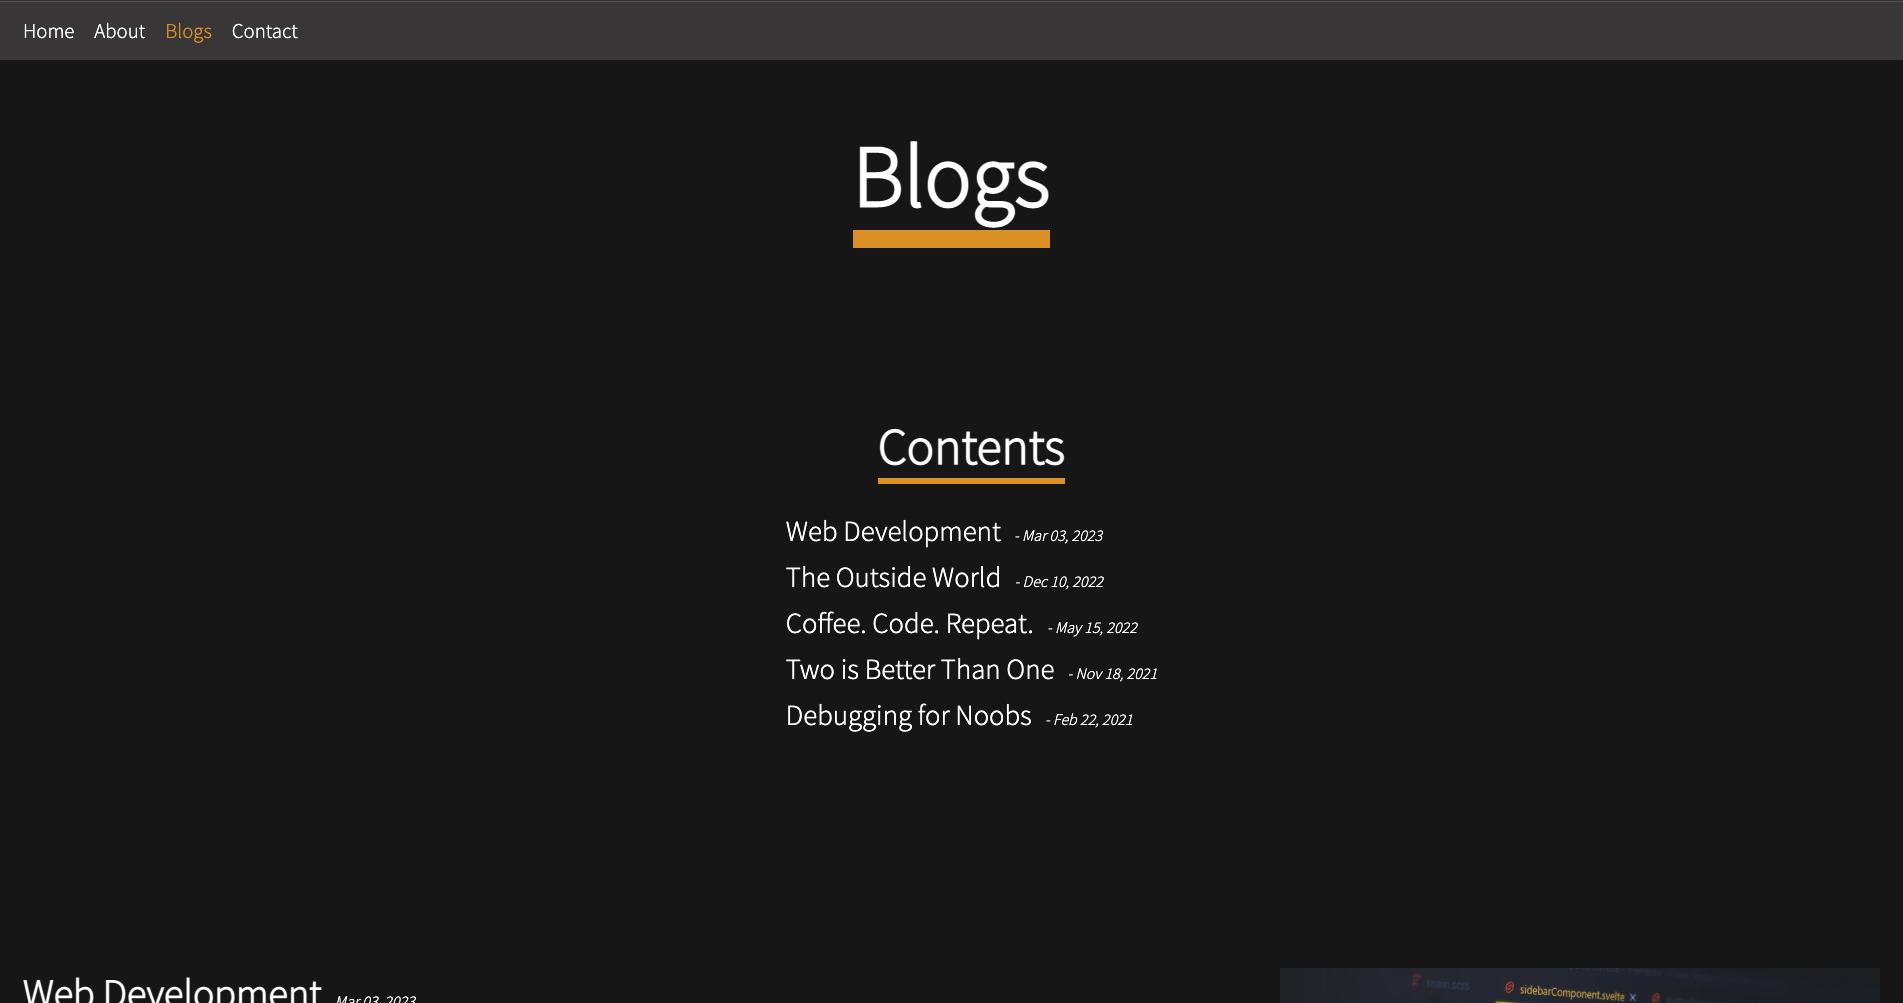 Home About Blogs Contact
Blogs
Contents
Web Development - Mar 03, 2023
The Outside World - Dec 10, 2022
Coffee. Code. Repeat. - May 15, 2022
Two is Better Than One - Nov 18, 2021
Debugging for Noobs - Feb 22, 2021
Web Development Mar 03, 2023
main.scss sidebarComponent.svelte x